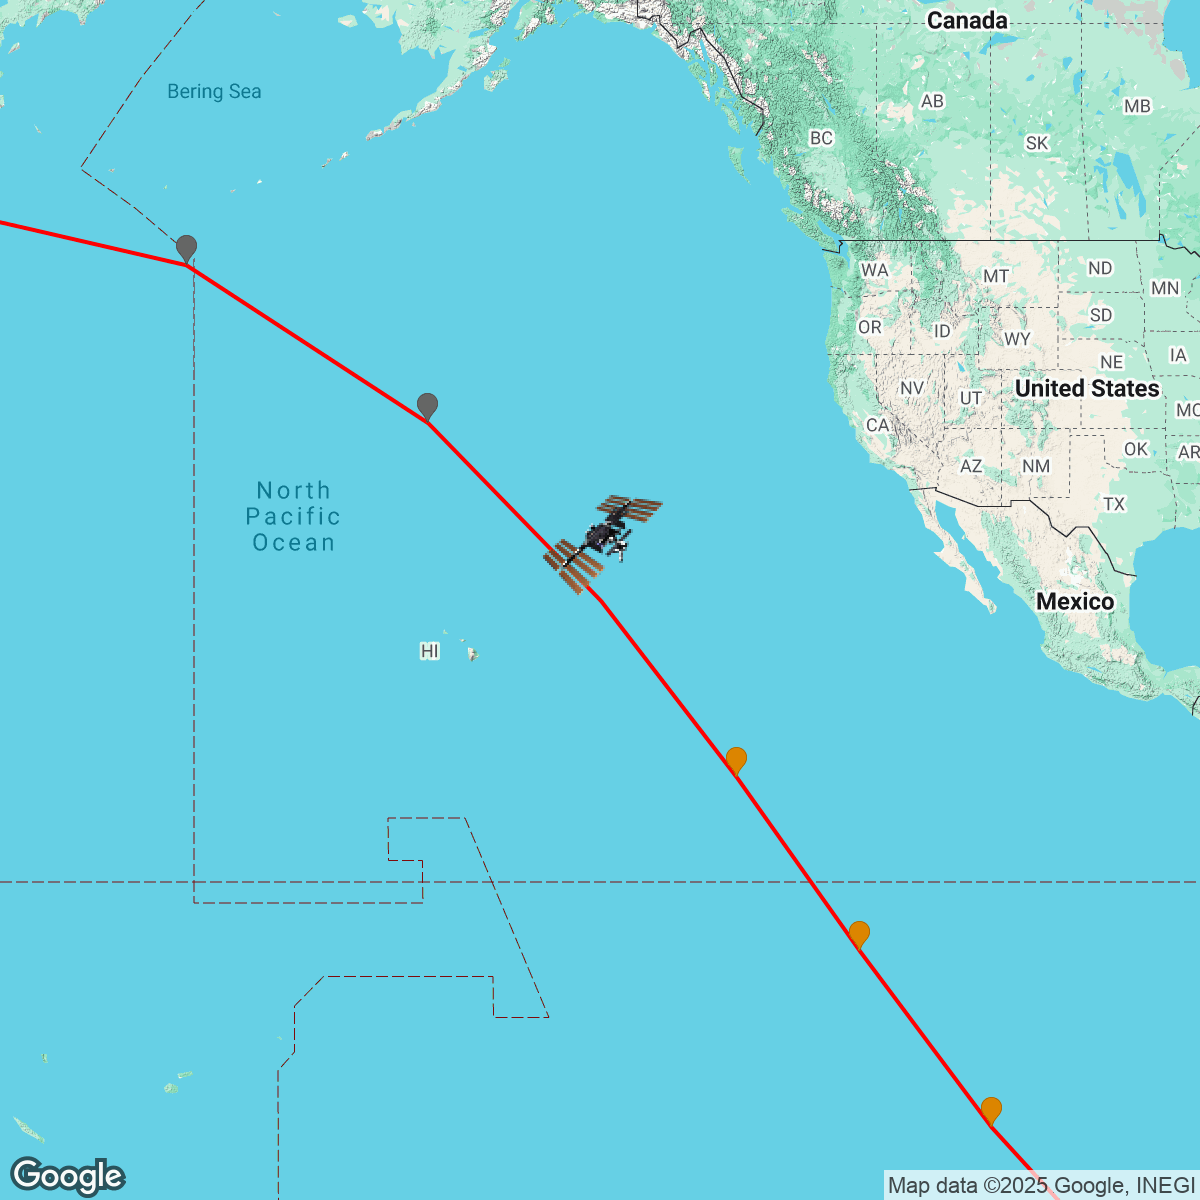 Canada
Bering Sea
AB
MB
BC
SK
WA
MT
ND
MN
OR
ID
SD
WY
IA
NE
NV
UT
United States
CA
MO
OK
AR
AZ
NM
North
Pacific
Ocean
TX
Mexico
HI
Google
Map data ©2025 Google, INEGI